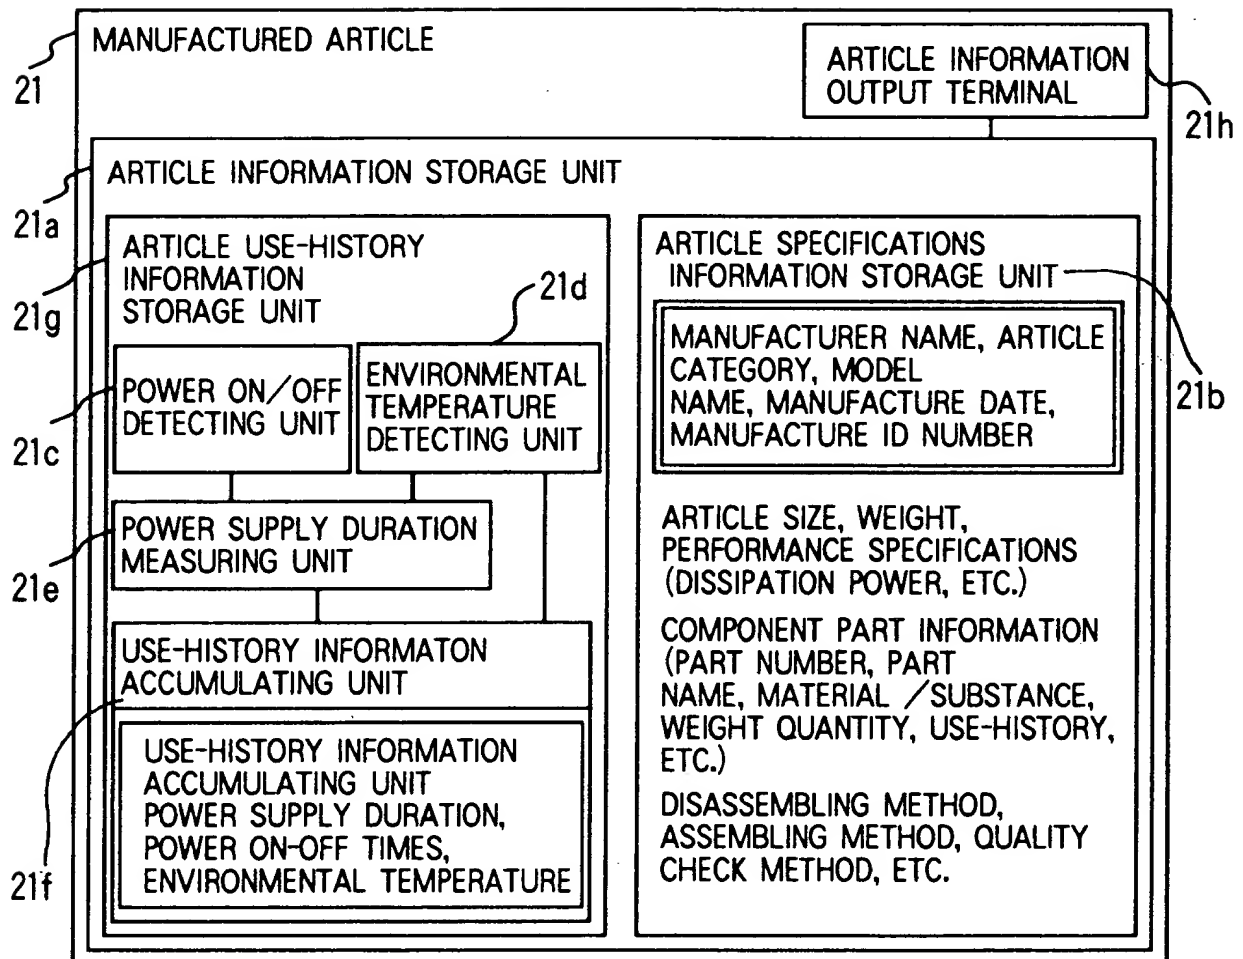 MANUFACTURED ARTICLE
21
ARTICLE INFORMATION
OUTPUT TERMINAL
21h
ARTICLE INFORMATION STORAGE UNIT
21a
ARTICLE USE-HISTORY
INFORMATION
STORAGE UNIT
21g
21d
POWER ON/OFF
DETECTING UNIT
21c
ENVIRONMENTAL
TEMPERATURE
DETECTING UNIT
POWER SUPPLY DURATION
MEASURING UNIT
21e
USE-HISTORY INFORMATON
ACCUMULATING UNIT
USE-HISTORY INFORMATION
ACCUMULATING UNIT
POWER SUPPLY DURATION,
POWER ON-OFF TIMES,
ENVIRONMENTAL TEMPERATURE
21f
ARTICLE SPECIFICATIONS
INFORMATION STORAGE UNIT
21b
MANUFACTURER NAME, ARTICLE
CATEGORY, MODEL
NAME, MANUFACTURE DATE,
MANUFACTURE ID NUMBER
ARTICLE SIZE, WEIGHT,
PERFORMANCE SPECIFICATIONS
(DISSIPATION POWER, ETC.)
COMPONENT PART INFORMATION
(PART NUMBER, PART
NAME, MATERIAL /SUBSTANCE,
WEIGHT QUANTITY, USE-HISTORY,
ETC.)
DISASSEMBLING METHOD,
ASSEMBLING METHOD, QUALITY
CHECK METHOD, ETC.